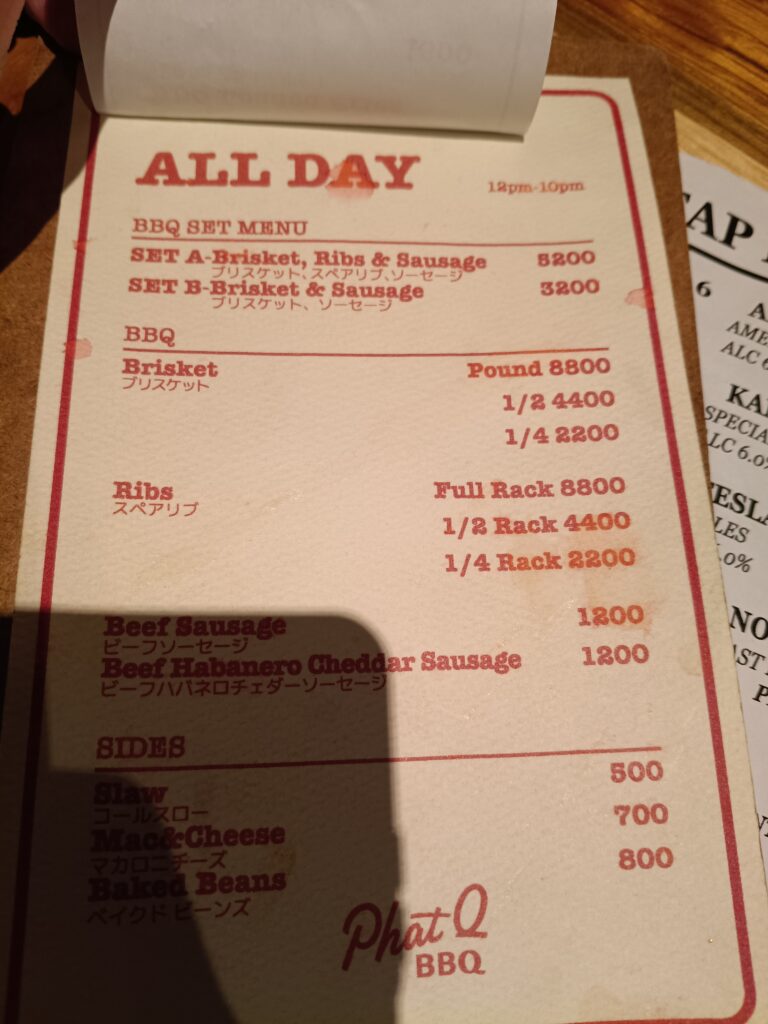 ALL DAY 12pm-10pm
BBQ SET MENU
SET A-Brisket, Ribs & Sausage 5200
ブリスケット、スペアリブ、ソーセージ
SET B-Brisket & Sausage 3200
ブリスケット、ソーセージ
BBQ
Brisket Pound 8800
ブリスケット
1/2 4400
1/4 2200
Ribs Full Rack 8800
スペアリブ
1/2 Rack 4400
1/4 Rack 2200
Beef Sausage 1200
ビーフソーセージ
Beef Habanero Cheddar Sausage 1200
ビーフハバネロチェダーソーセージ
SIDES
Slaw 500
コールスロー
Mac&Cheese 700
マカロニチーズ
Baked Beans 800
ベイクド ビーンズ
Phat Q
BBQ
TAP
6
ALC 6
ALC 6.0%